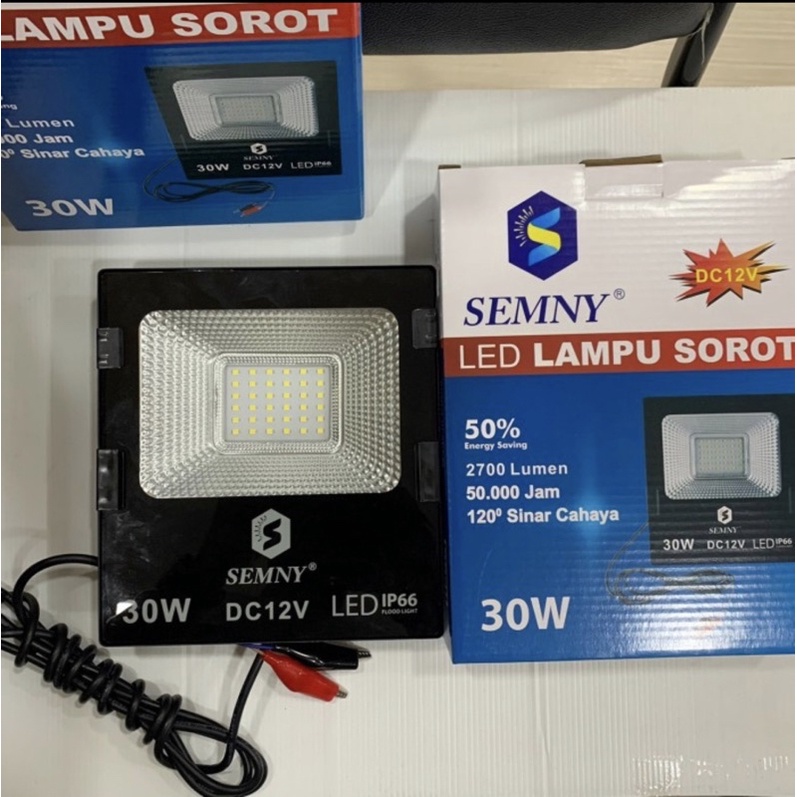 LAMPU SOROT
Lumen
Jam
Sinar Cahaya
SEMNY
30W DC12V LED IP66
30W
SEMNY®
30W DC12V LED IP66
FLOOD LIGHT
SEMNY®
DC12V
LED LAMPU SOROT
50%
Energy Saving
2700 Lumen
50.000 Jam
120⁰ Sinar Cahaya
SEMNY
30W DC12V LED IP66
30W